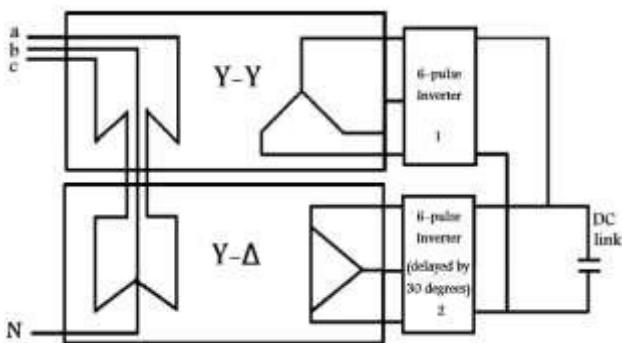 a
b
c
Y-Y
6-pulse
Inverter
1
Y-Δ
6-pulse
Inverter
(delayed by
30 degrees)
2
DC
link
N